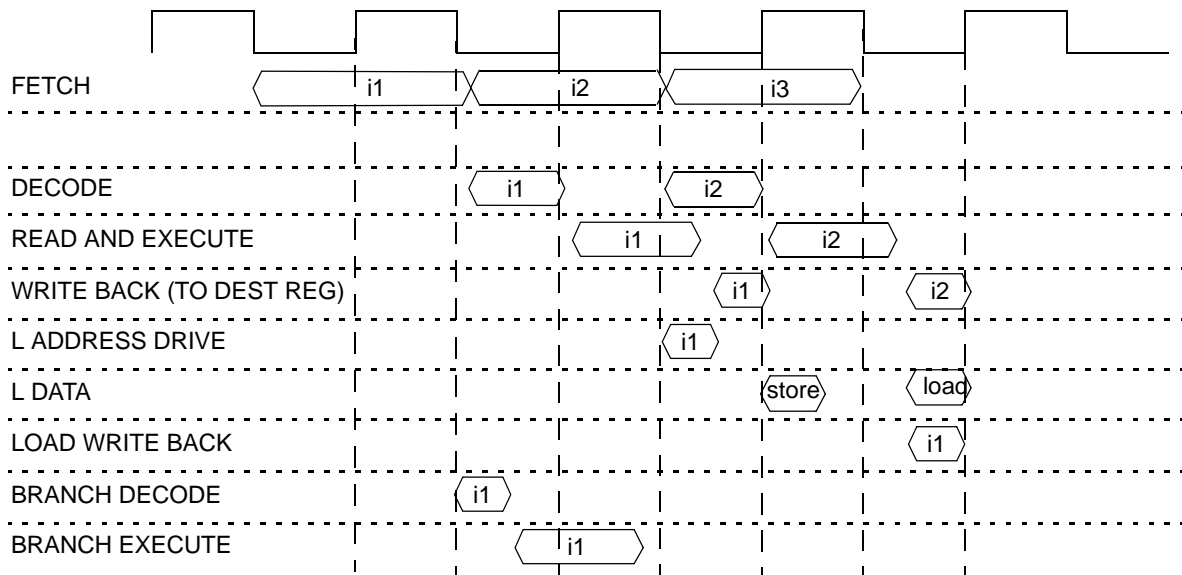 FETCH i1 i2 i3
DECODE i1 i2
READ AND EXECUTE i1 i2
WRITE BACK (TO DEST REG) i1 i2
L ADDRESS DRIVE i1
L DATA store load
LOAD WRITE BACK i1
BRANCH DECODE i1
BRANCH EXECUTE i1